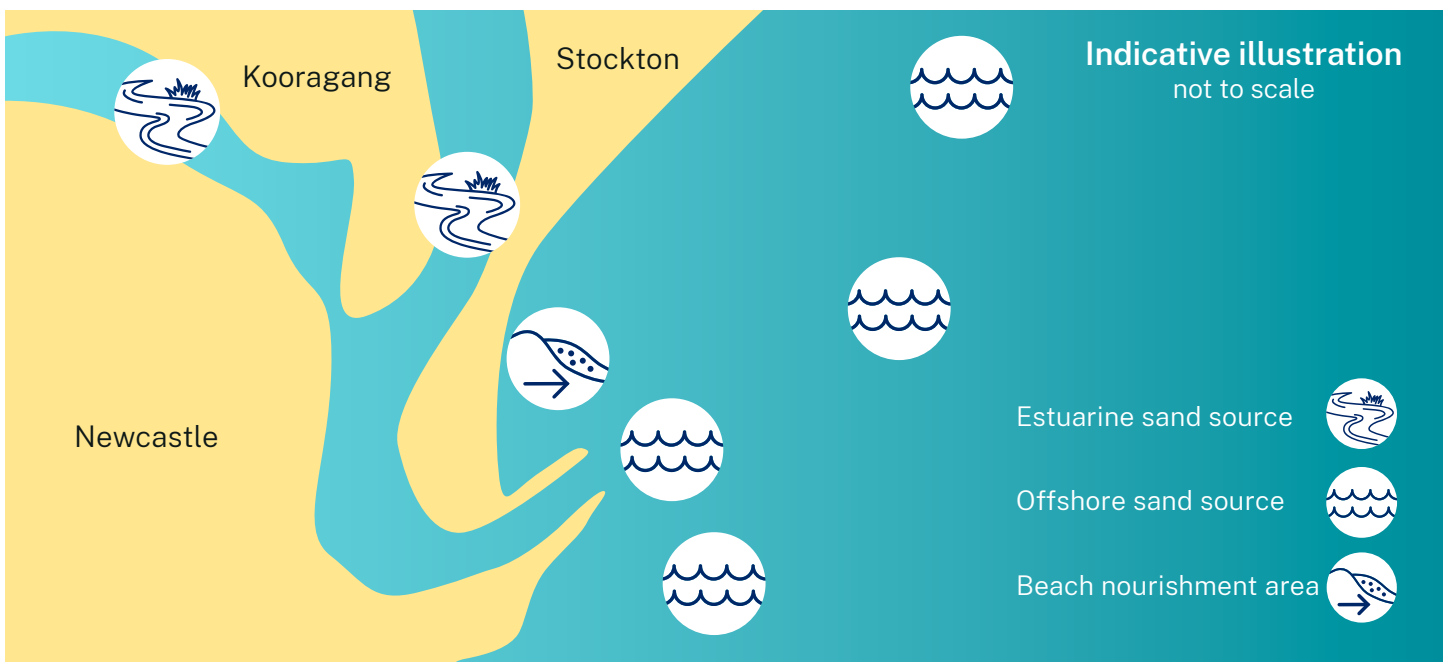 Kooragang
Stockton
Indicative illustration
not to scale
Newcastle
Estuarine sand source
Offshore sand source
Beach nourishment area